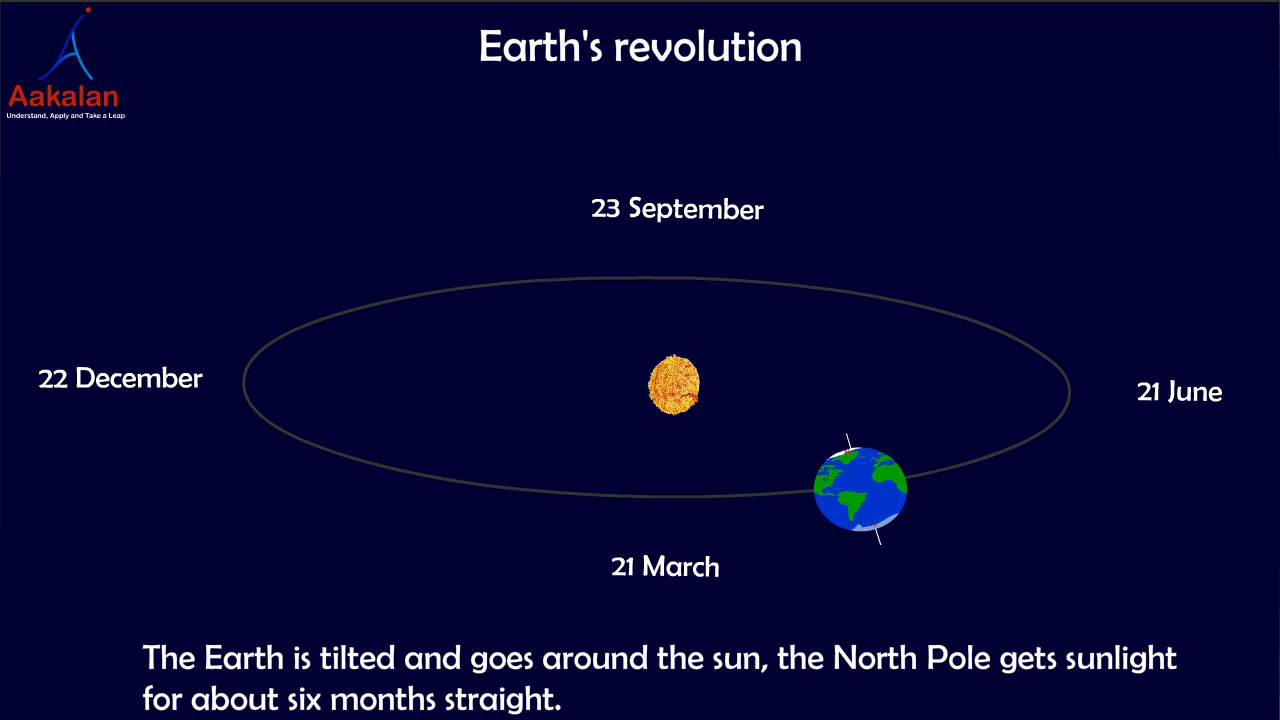 Earth's revolution
Aakalan
Understand, Apply and Take a Leap
23 September
22 December
21 June
21 March
The Earth is tilted and goes around the sun, the North Pole gets sunlight
for about six months straight.